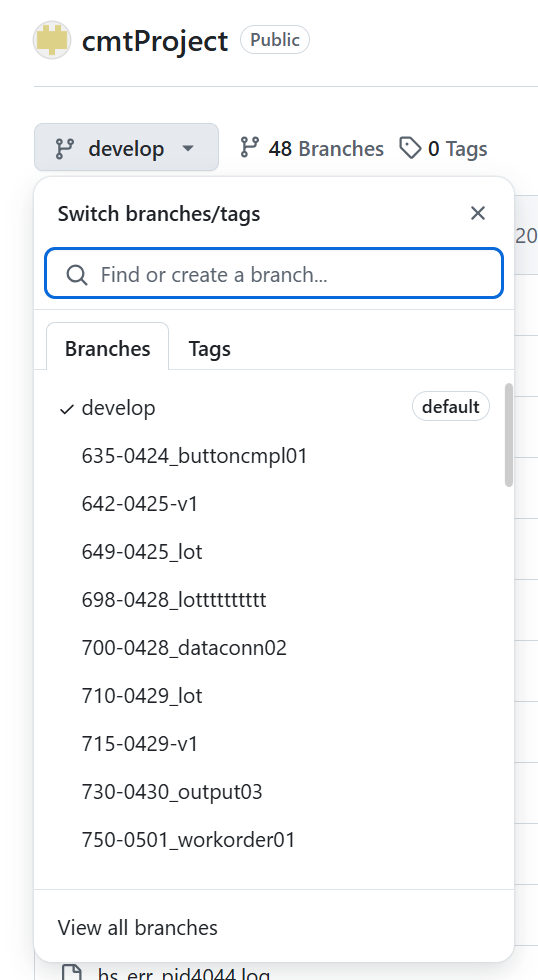 cmtProject Public
develop 48 Branches 0 Tags
Switch branches/tags
20
Find or create a branch...
Branches Tags
develop default
635-0424_buttoncmpl01
642-0425-v1
649-0425_lot
698-0428_lotttttttttt
700-0428_dataconn02
710-0429_lot
715-0429-v1
730-0430_output03
750-0501_workorder01
View all branches
hs_err_pid4044.log